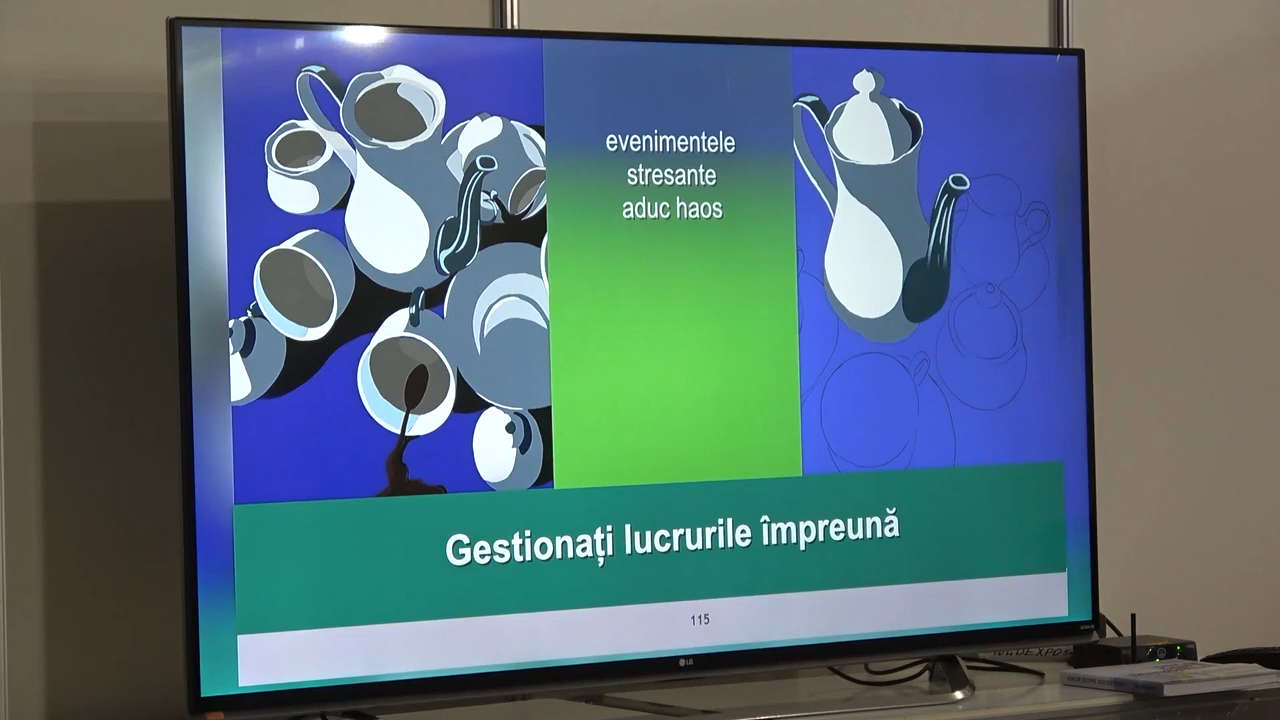 evenimentele
stresante
aduc haos
Gestionați lucrurile împreună
115
LG